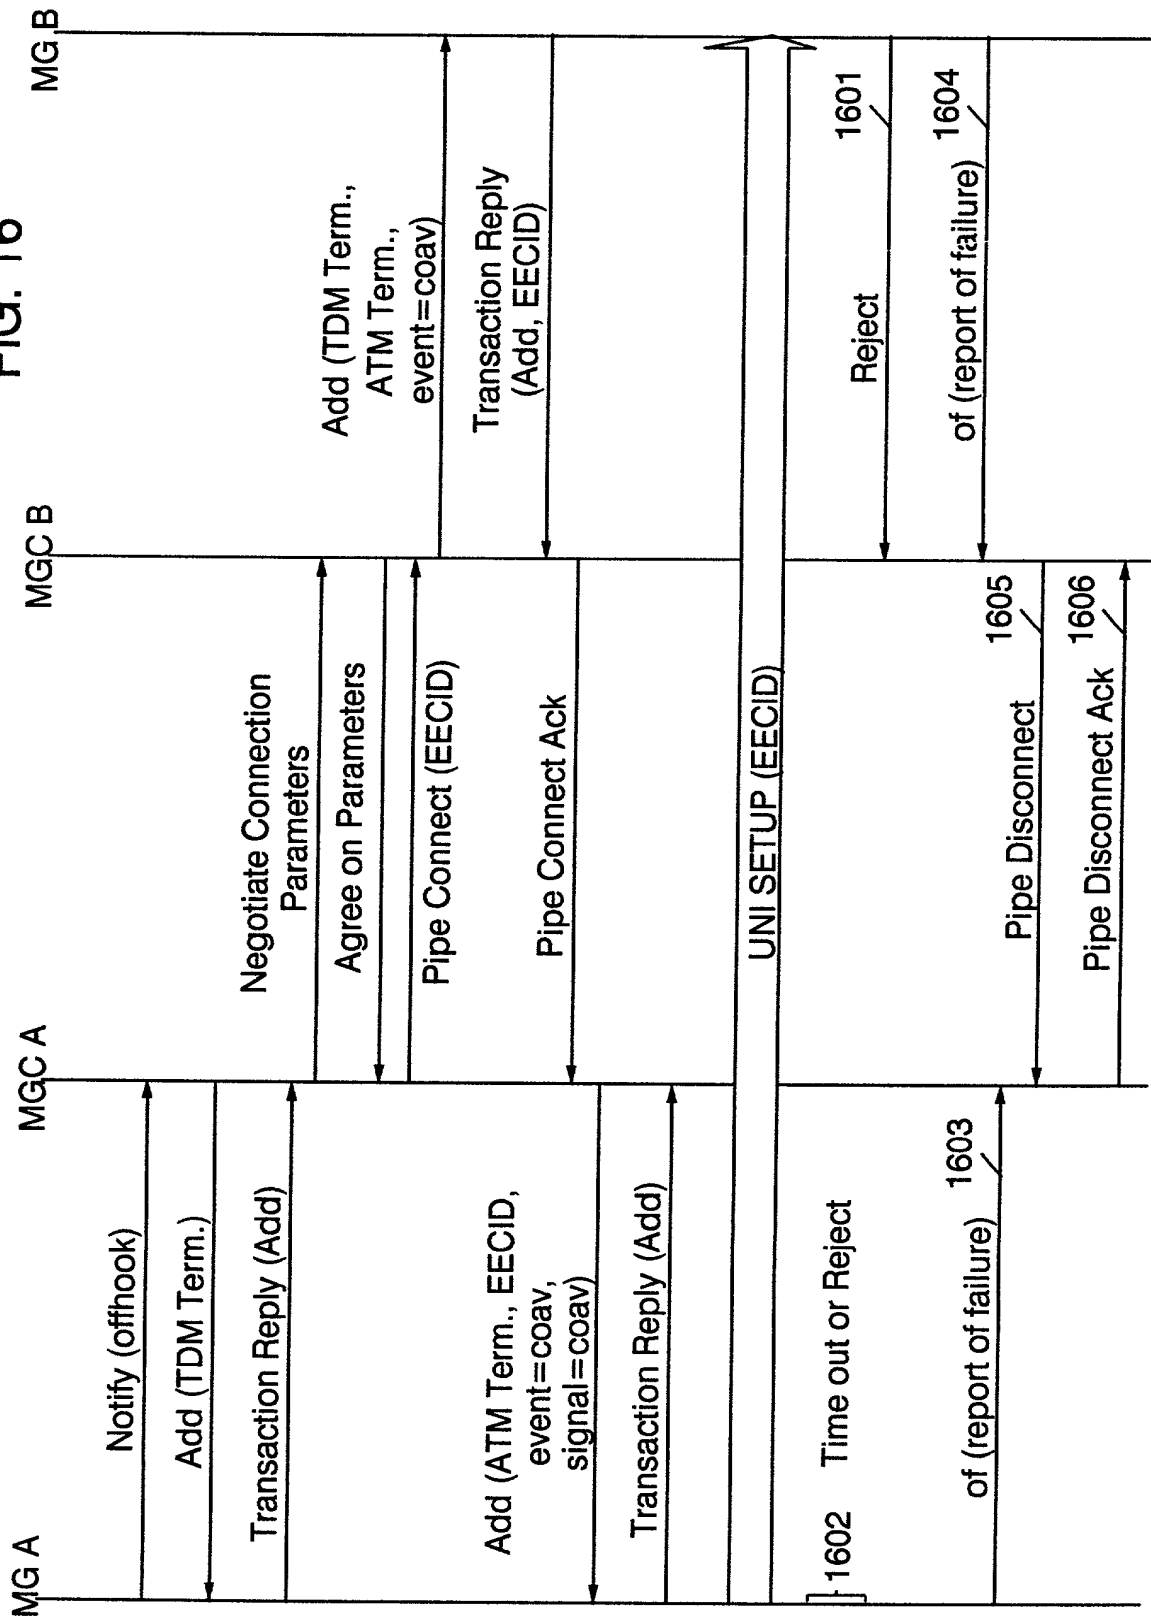 FIG. 16
MG A
MGC A
MGC B
MG B
Notify (offhook)
Add (TDM Term.)
Transaction Reply (Add)
Negotiate Connection
Parameters
Agree on Parameters
Pipe Connect (EECID)
Add (TDM Term.,
ATM Term.,
event=coav)
Transaction Reply
(Add, EECID)
Pipe Connect Ack
Add (ATM Term., EECID,
event=coav,
signal=coav)
Transaction Reply (Add)
UNI SETUP (EECID)
1602
Time out or Reject
Reject
1601
of (report of failure)
1603
of (report of failure)
1604
Pipe Disconnect
1605
Pipe Disconnect Ack
1606